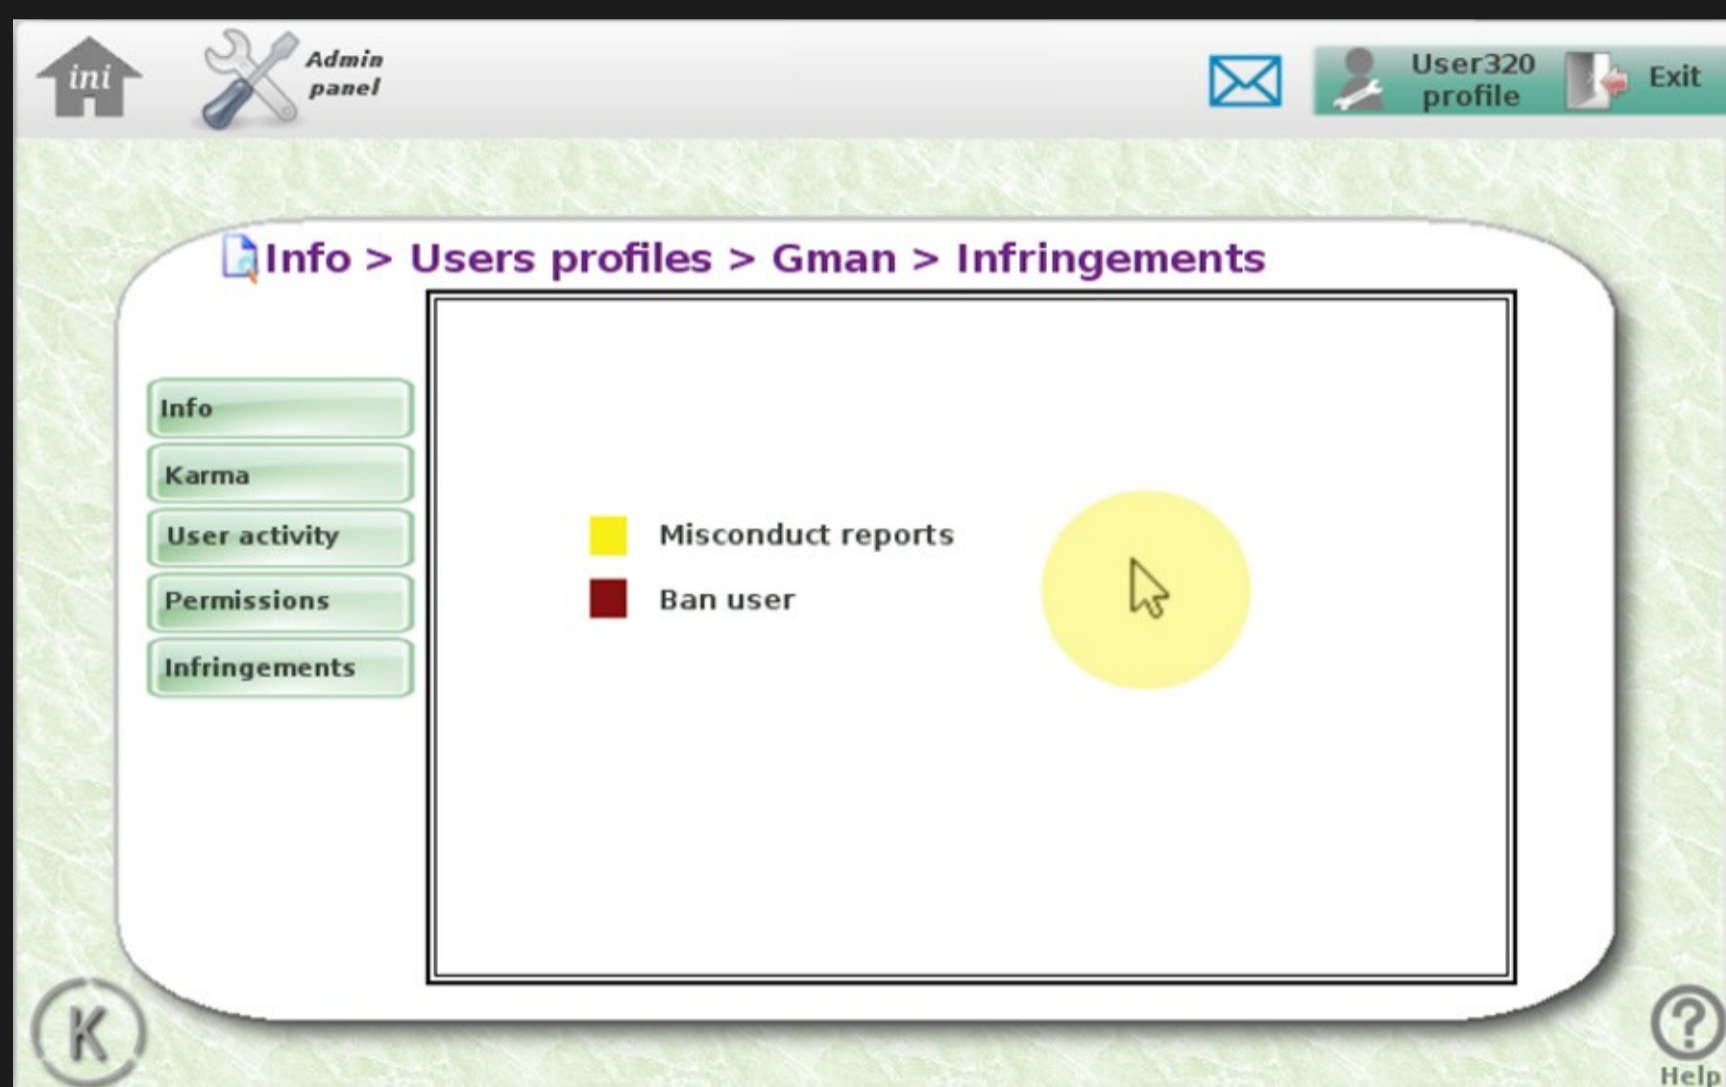 ini
Admin
panel
User320
profile
Exit
Info > Users profiles > Gman > Infringements
Info
Karma
User activity
Permissions
Infringements
Misconduct reports
Ban user
K
?
Help